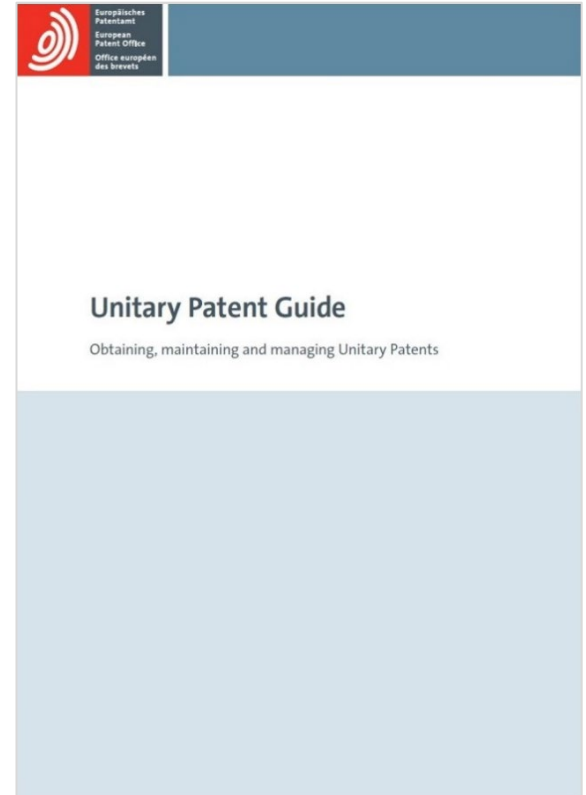 Europäisches
Patentamt
European
Patent Office
Office européen
des brevets
Unitary Patent Guide
Obtaining, maintaining and managing Unitary Patents